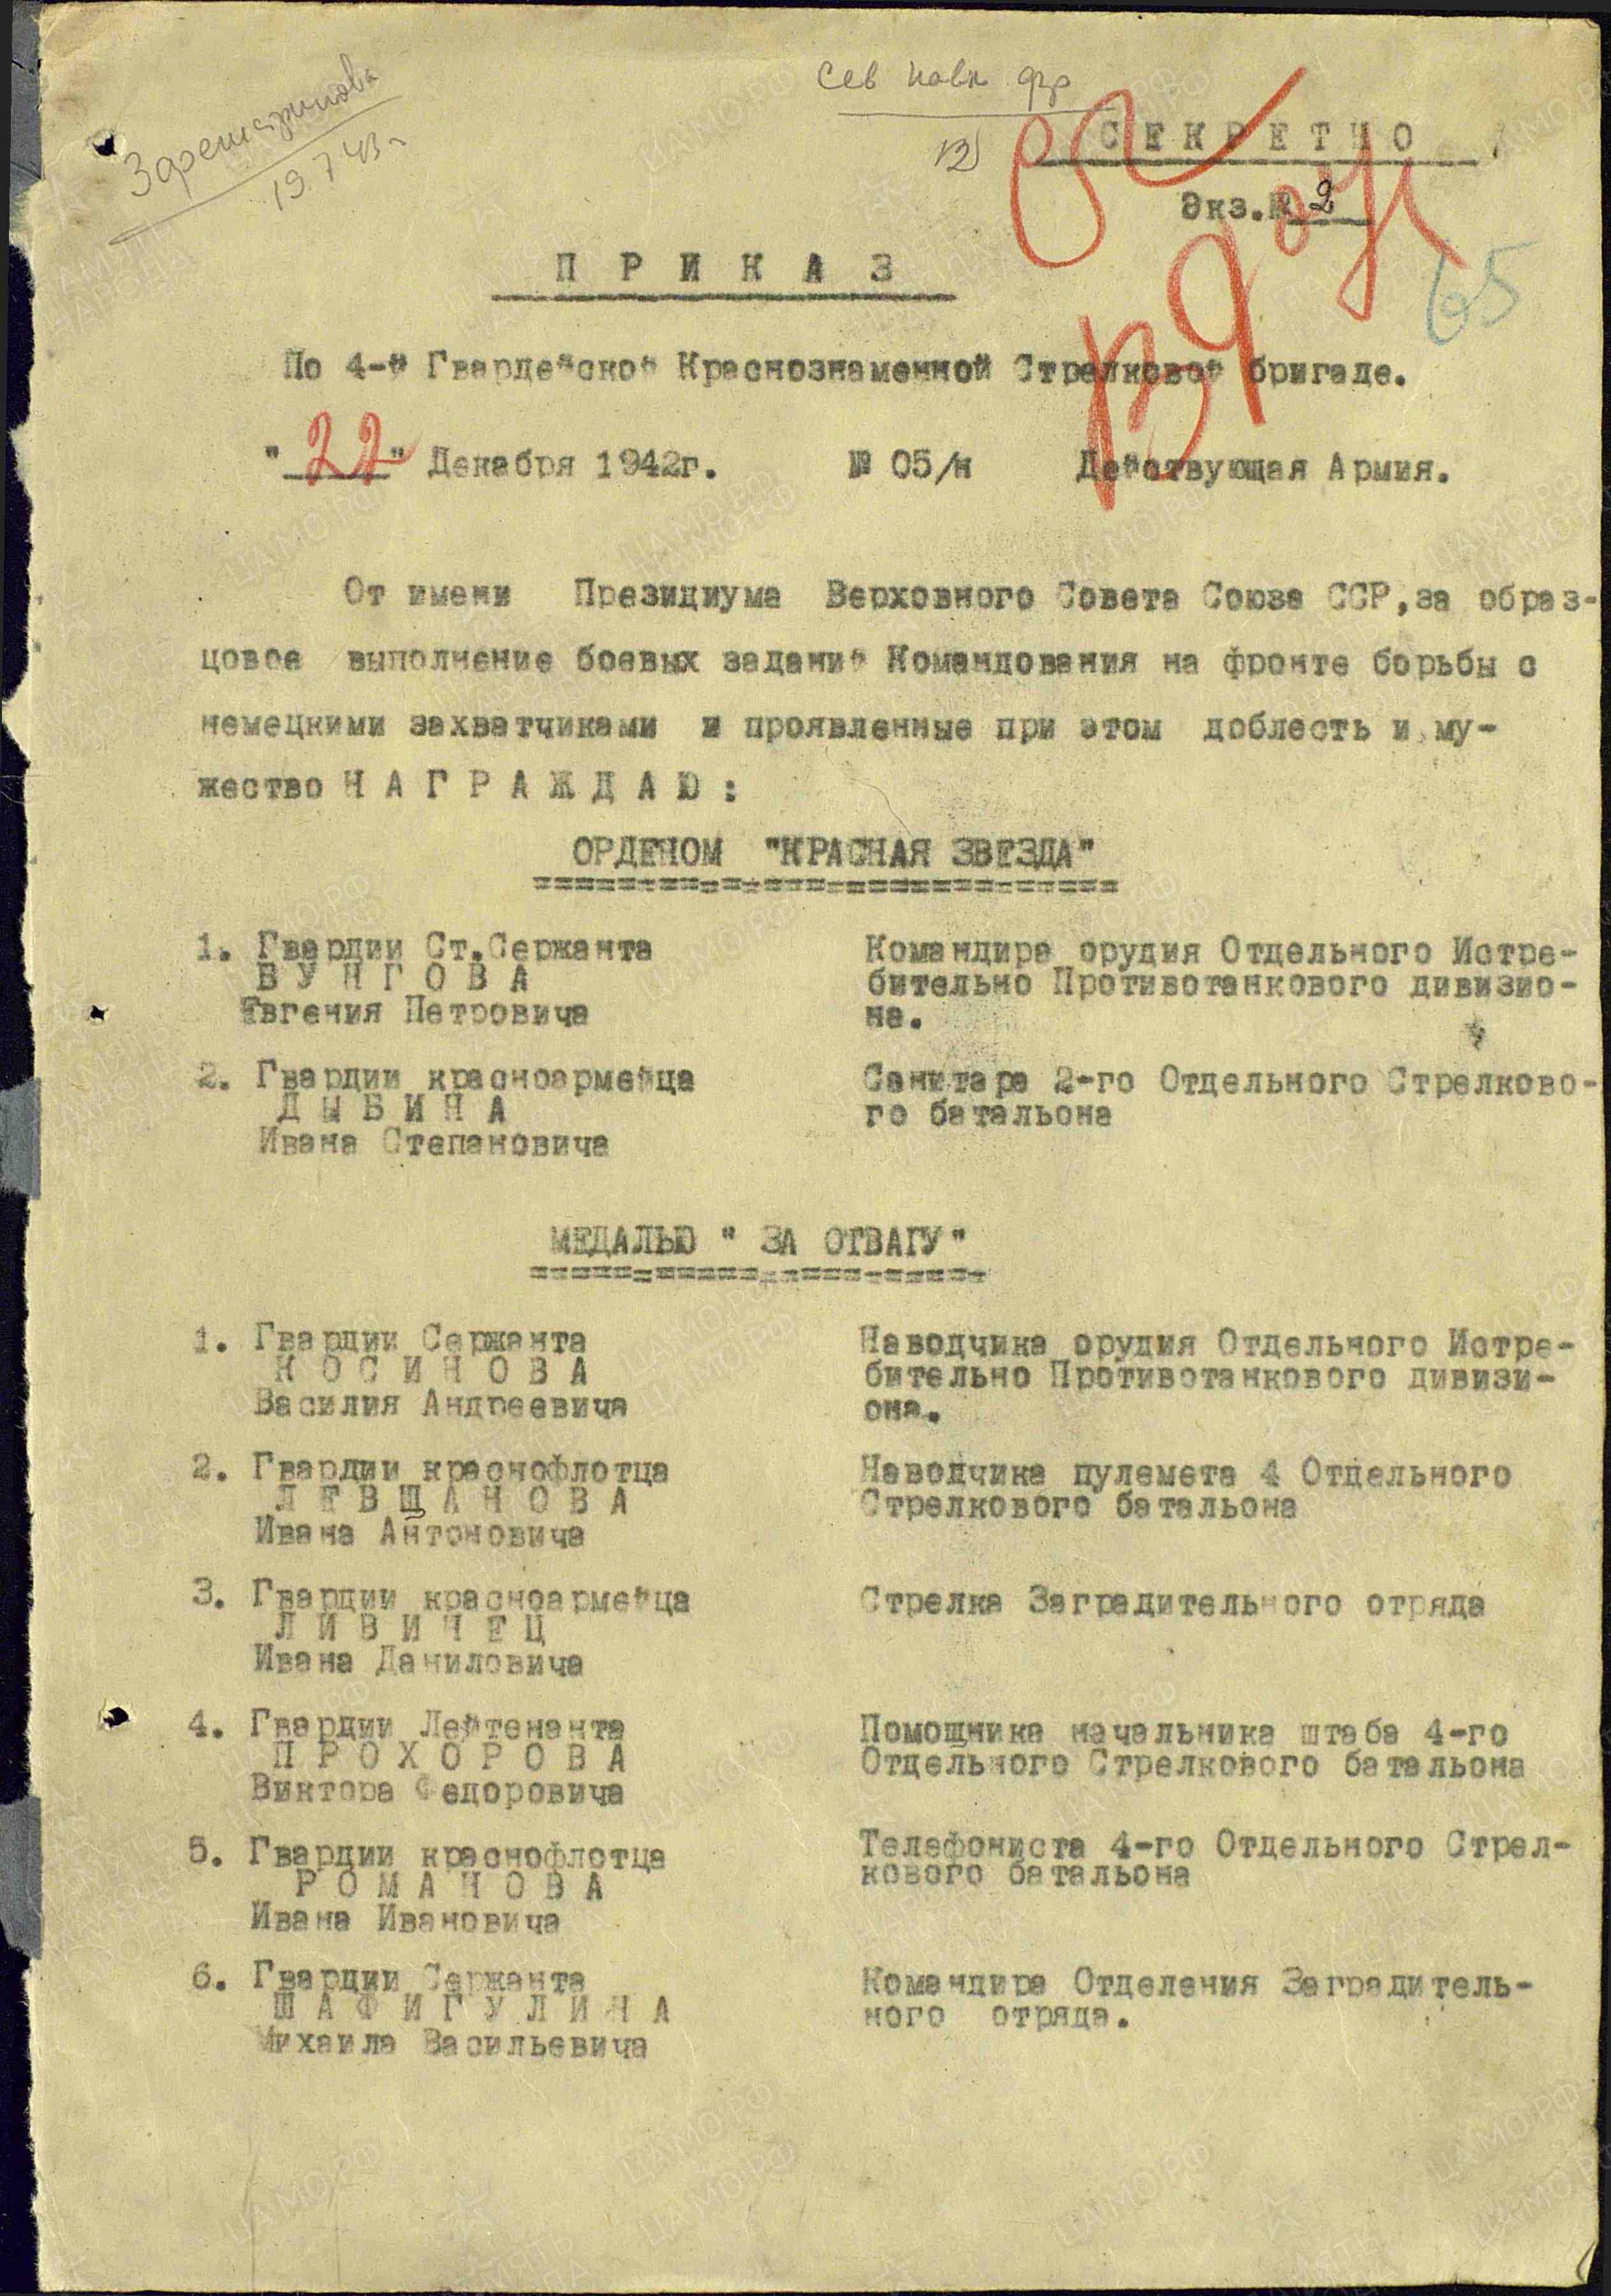 Сев Кавк фр
19.7.43г
СЕКРЕТНО
Экз.№ 2
65
ПРИКАЗ
По 4-й Гвардейской Краснознаменной Стрелковой бригаде.
"22" Декабря 1942г. № 05/н Действующая Армия.
От имени Президиума Верховного Совета Союза ССР, за образ-
цовое выполнение боевых заданий Командования на фронте борьбы с
немецкими захватчиками и проявленные при этом доблесть и му-
жество НАГРАЖДАЮ:
ОРДЕНОМ "КРАСНАЯ ЗВЕЗДА"
1. Гвардии Ст.Сержанта Командира орудия Отдельного Истре-
ВУНГОВА бительно Противотанкового дивизио-
Евгения Петровича на.
2. Гвардии красноармейца Санитара 2-го Отдельного Стрелково-
ДЫБИНА го батальона
Ивана Степановича
МЕДАЛЬЮ " ЗА ОТВАГУ"
1. Гвардии Сержанта Наводчика орудия Отдельного Истре-
КОСИНОВА бительно Противотанкового дивизи-
Василия Андреевича она.
2. Гвардии краснофлотца Наводчика пулемета 4 Отдельного
ЛЕВЩАНОВА Стрелкового батальона
Ивана Антоновича
3. Гвардии красноармейца Стрелка Заградительного отряда
ЛИВИНЕЦ
Ивана Даниловича
4. Гвардии Лейтенанта Помощника начальника штаба 4-го
ПРОХОРОВА Отдельного Стрелкового батальона
Виктора Федоровича
5. Гвардии краснофлотца Телефониста 4-го Отдельного Стрел-
РОМАНОВА кового батальона
Ивана Ивановича
6. Гвардии Сержанта Командира Отделения Заградитель-
ШАФИГУЛИНА ного отряда.
Михаила Васильевича